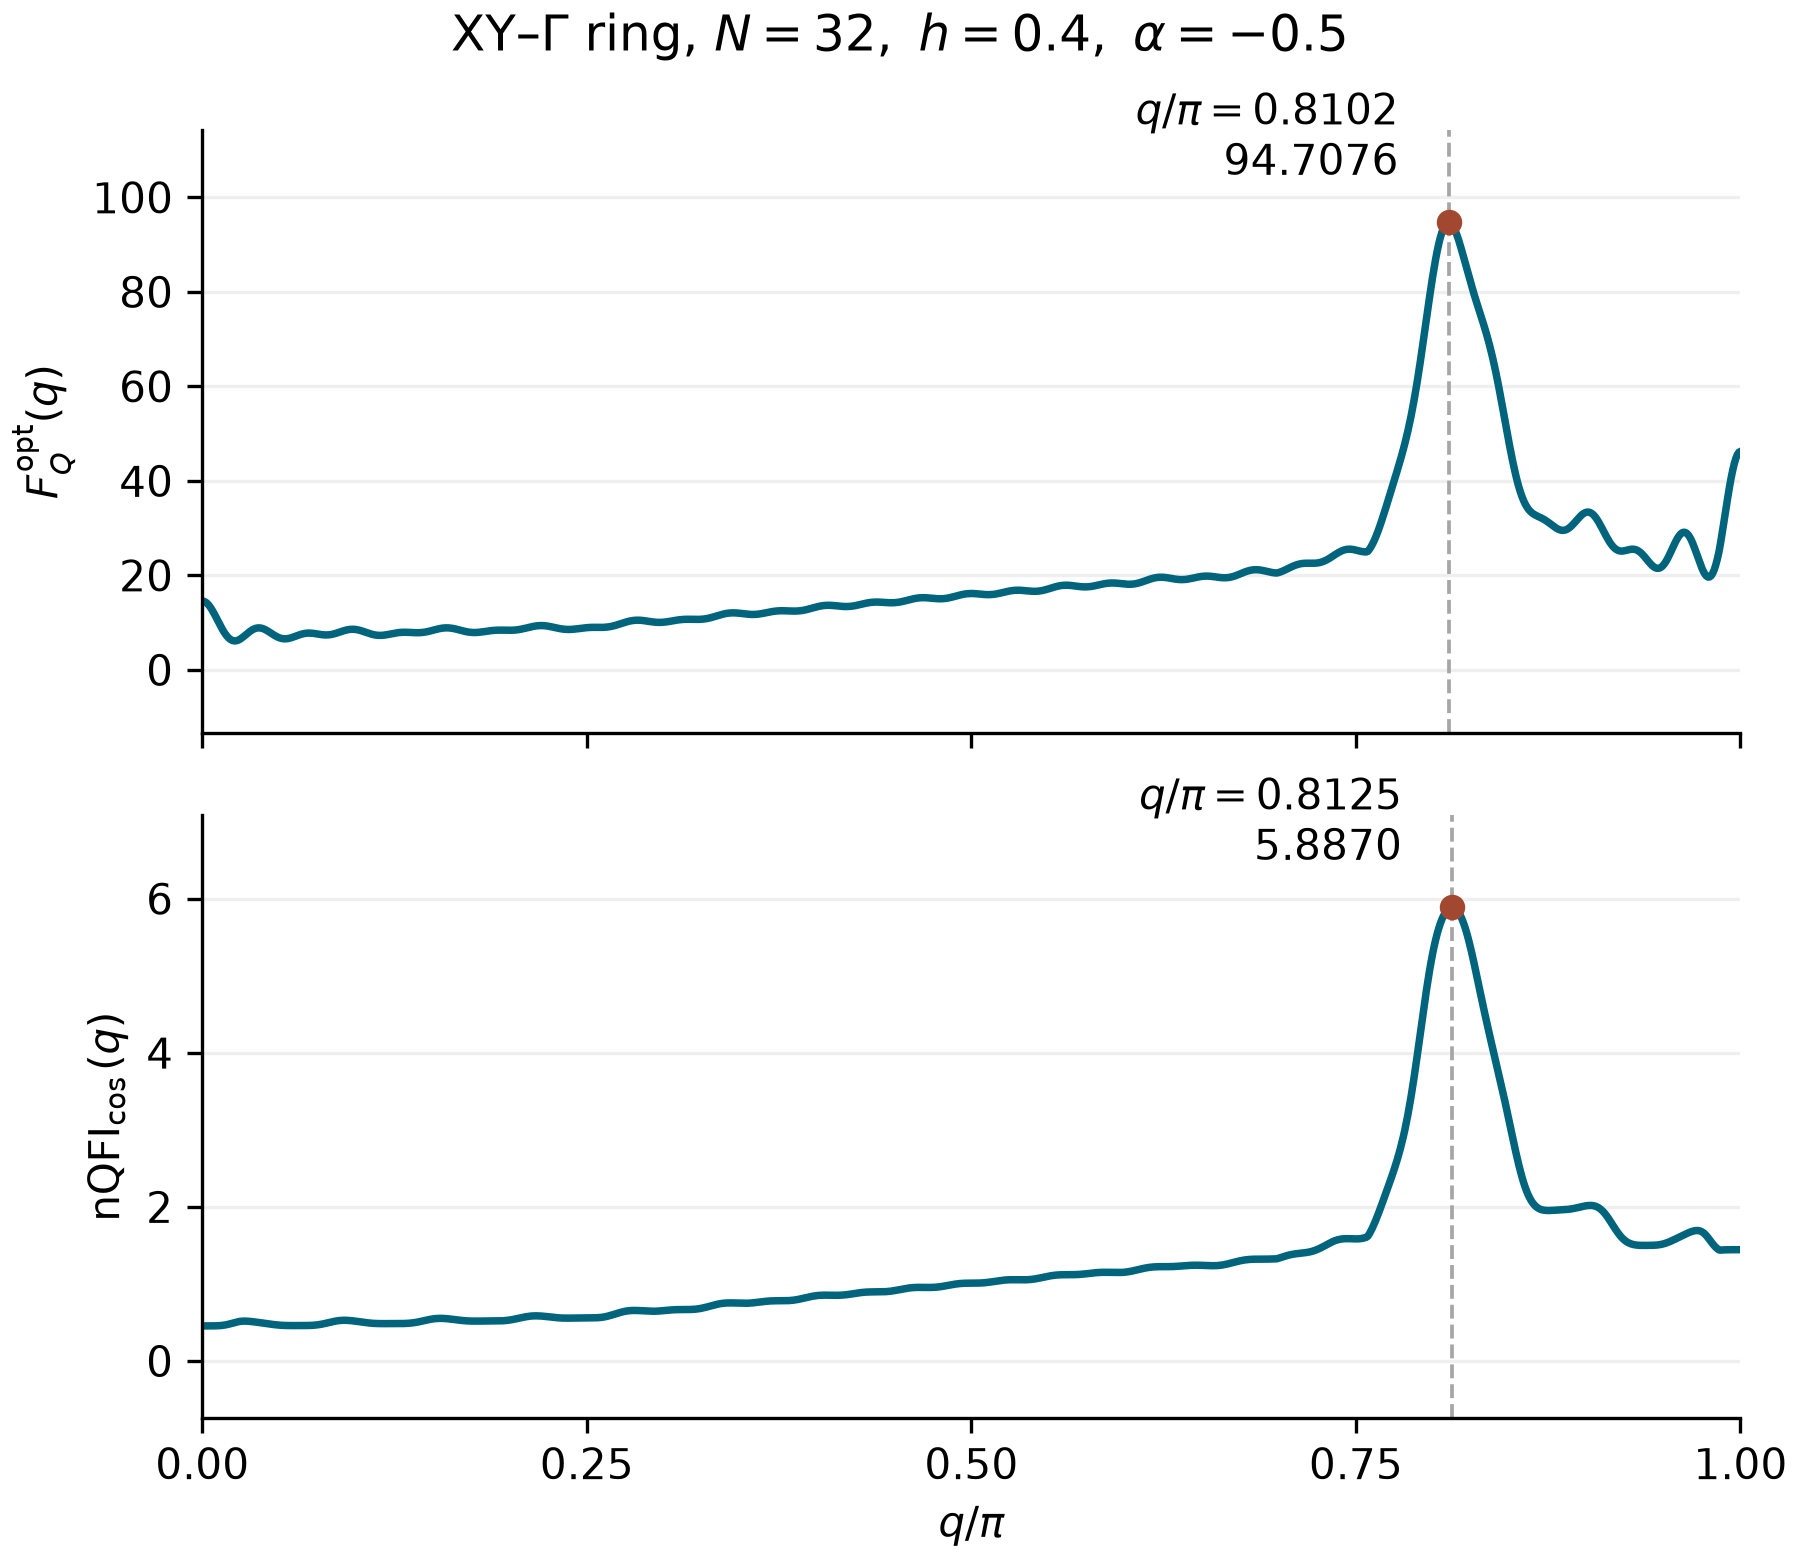 XY–Γ ring, N = 32, h = 0.4, α = −0.5
q/π = 0.8102
94.7076
100
80
60
40
20
0
F_Q^opt(q)
q/π = 0.8125
5.8870
6
4
2
0
nQFI_cos(q)
0.00 0.25 0.50 0.75 1.00
q/π